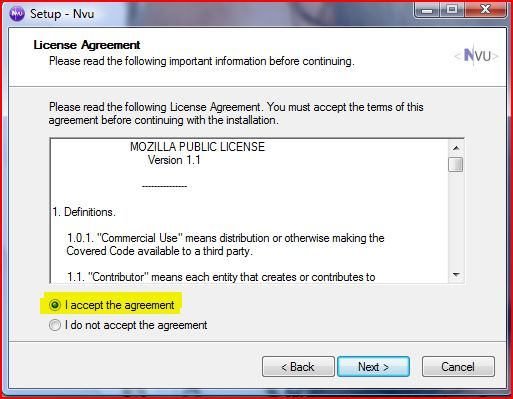 Setup - Nvu
License Agreement
Please read the following important information before continuing.
< NVU >
Please read the following License Agreement. You must accept the terms of this
agreement before continuing with the installation.
MOZILLA PUBLIC LICENSE
Version 1.1
---------------
1. Definitions.
1.0.1. "Commercial Use" means distribution or otherwise making the
Covered Code available to a third party.
1.1. "Contributor" means each entity that creates or contributes to
I accept the agreement
I do not accept the agreement
< Back Next > Cancel